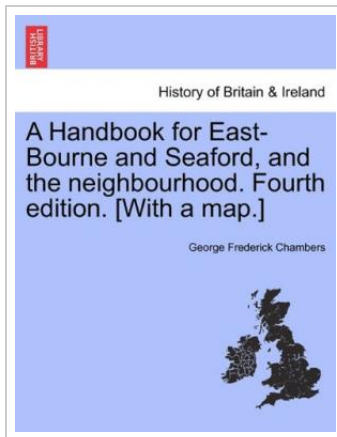 BRITISH
LIBRARY
History of Britain & Ireland
A Handbook for East-
Bourne and Seaford, and
the neighbourhood. Fourth
edition. [With a map.]
George Frederick Chambers